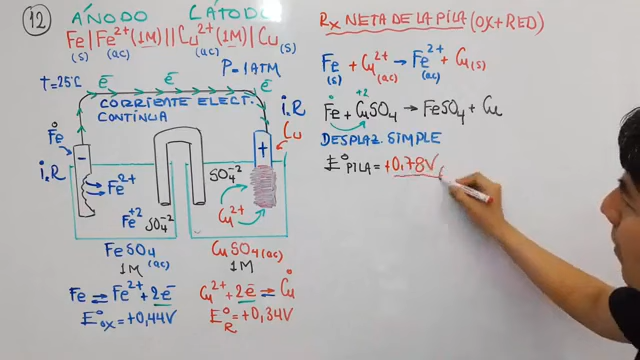 12
ÁNODO CÁTODO
Fe|Fe²⁺(1M)||Cu²⁺(1M)|Cu
(s) (ac) (ac) (s)
T=25°C
e⁻ e⁻ e⁻
P=1ATM
CORRIENTE ELECT.
CONTÍNUA
i.R
Cu
Fe°
− +
i.R
Fe²⁺
SO₄⁻²
Fe⁺² SO₄⁻²
Cu²⁺
FeSO₄ (ac)
1M
CuSO₄(ac)
1M
Fe ⇌ Fe²⁺+2e⁻
E°ox=+0,44V
Cu²⁺+2e⁻ ⇌ Cu°
E°R=+0,34V
Rx NETA DE LA PILA (OX+RED)
Fe + Cu²⁺ → Fe²⁺ + Cu(s)
(s) (ac) (ac)
° +2
Fe + CuSO₄ → FeSO₄ + Cu
DESPLAZ. SIMPLE
E°PILA=+0,78V